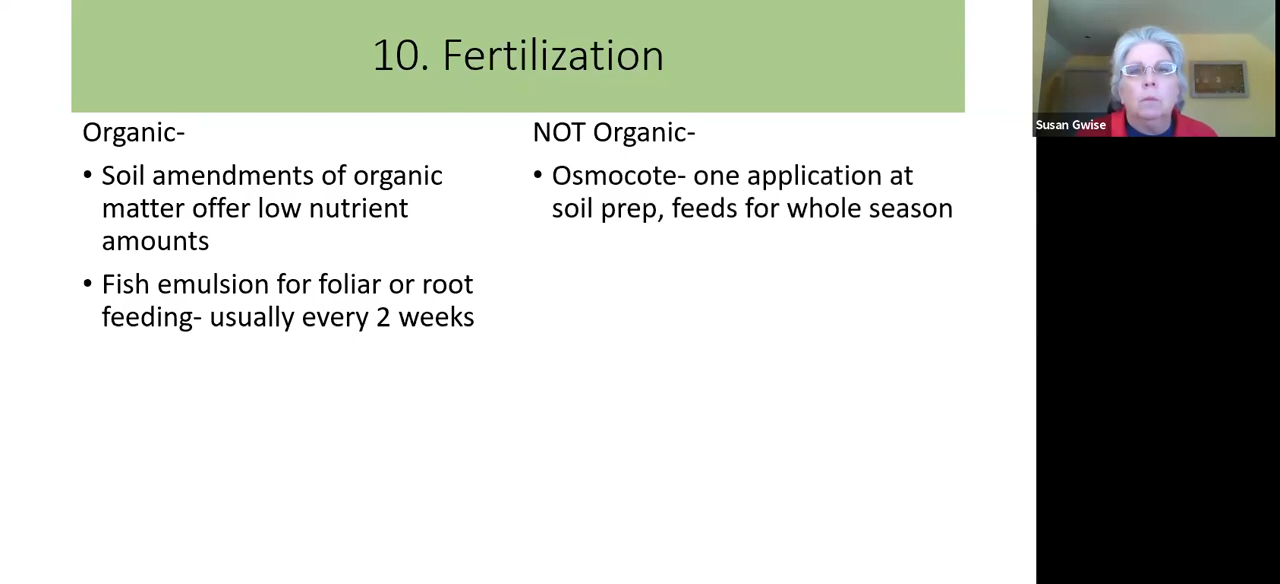 10. Fertilization
Organic-
• Soil amendments of organic
matter offer low nutrient
amounts
• Fish emulsion for foliar or root
feeding- usually every 2 weeks
NOT Organic-
• Osmocote- one application at
soil prep, feeds for whole season
Susan Gwise